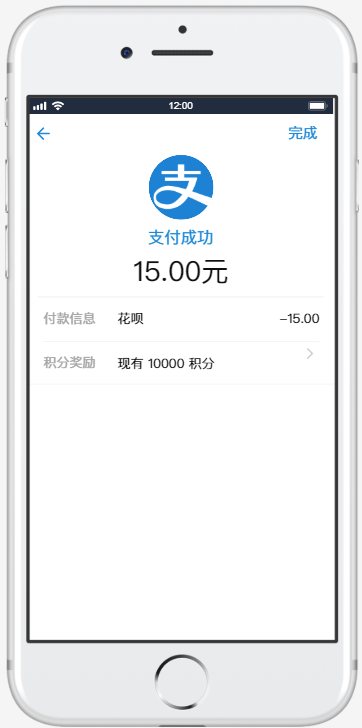 12:00
完成
支
支付成功
15.00元
付款信息 花呗 -15.00
积分奖励 现有 10000 积分